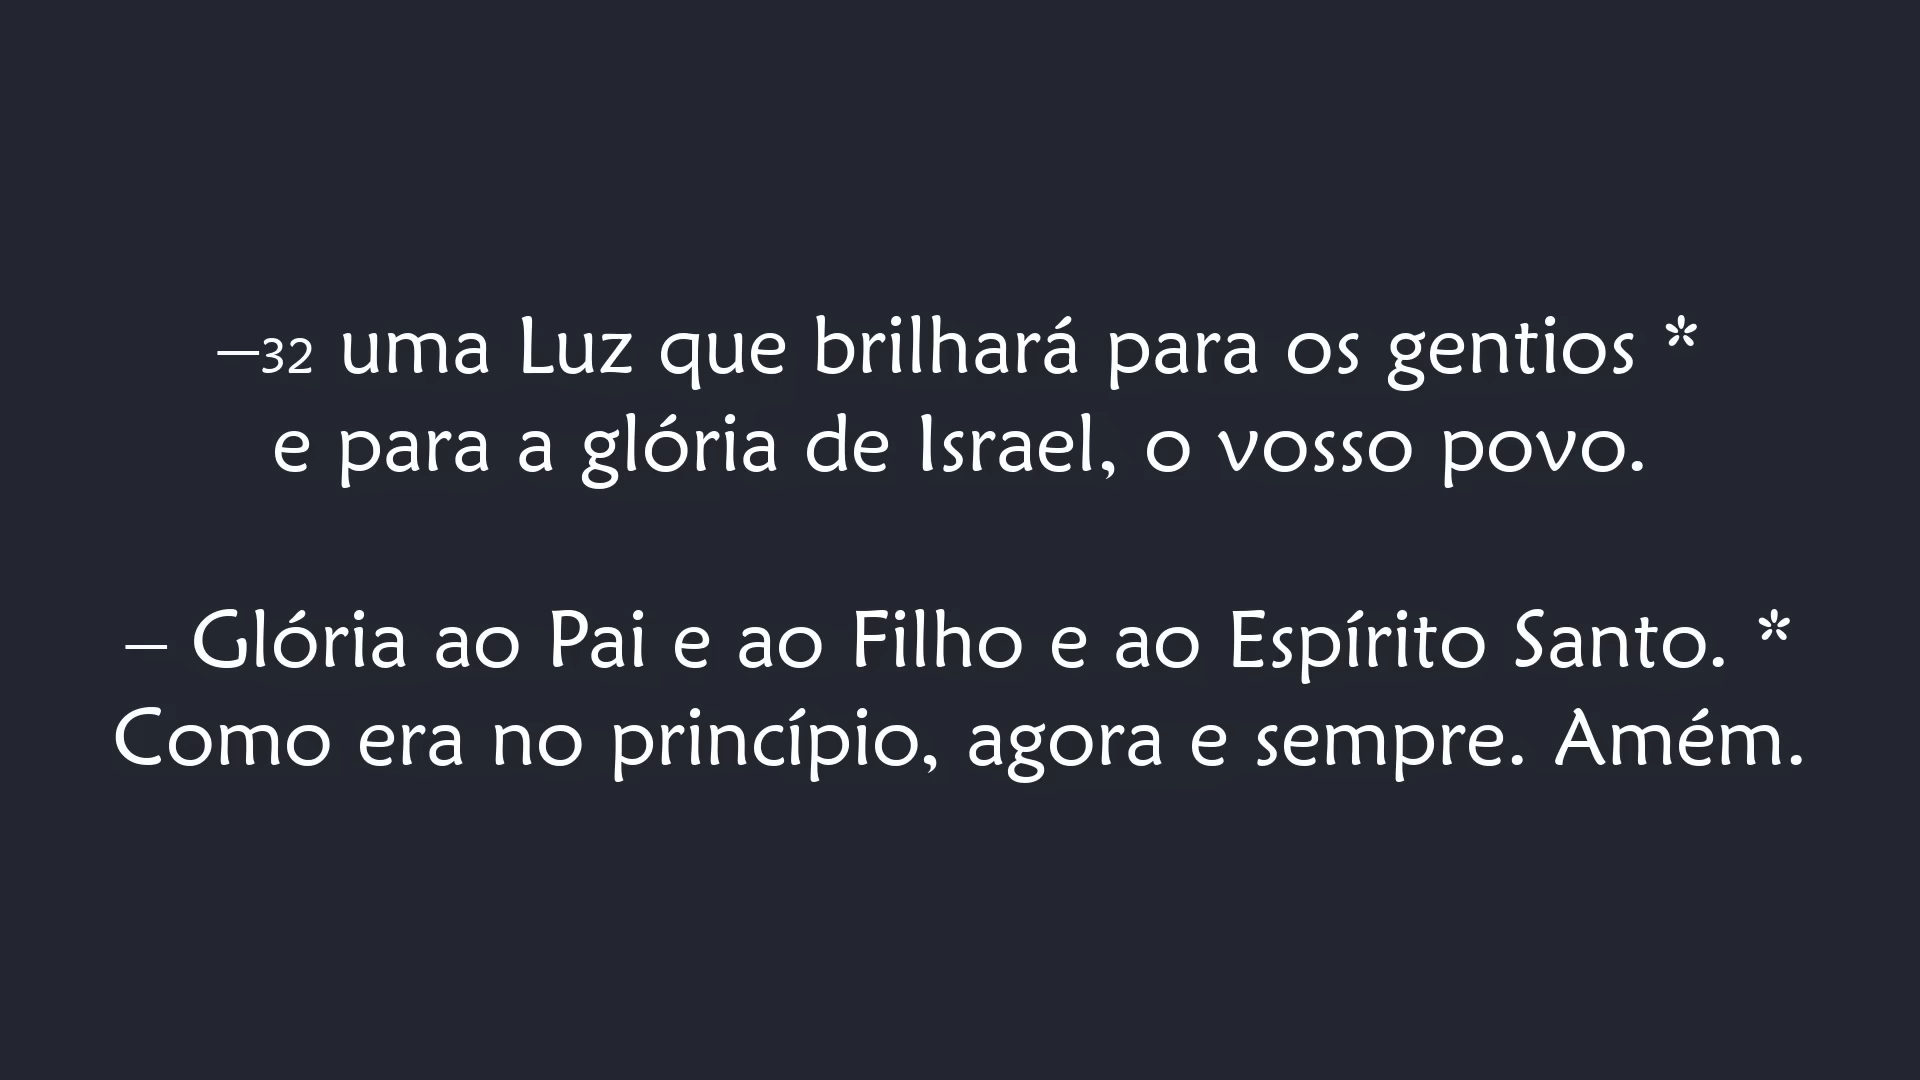 –32 uma Luz que brilhará para os gentios *
e para a glória de Israel, o vosso povo.
– Glória ao Pai e ao Filho e ao Espírito Santo. *
Como era no princípio, agora e sempre. Amém.